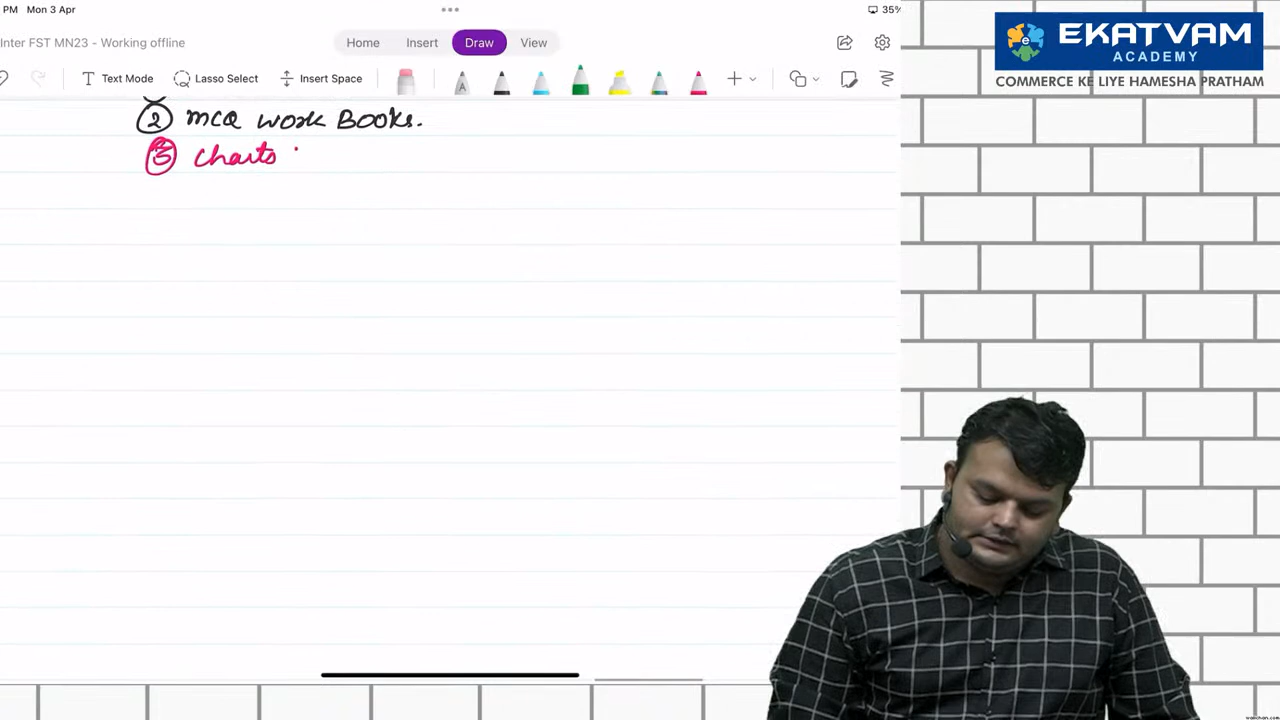 PM Mon 3 Apr
35%
Inter FST MN23 - Working offline
Home Insert Draw View
Text Mode Lasso Select Insert Space
② MCQ work Books.
③ Charts
EKATVAM
ACADEMY
COMMERCE KE LIYE HAMESHA PRATHAM